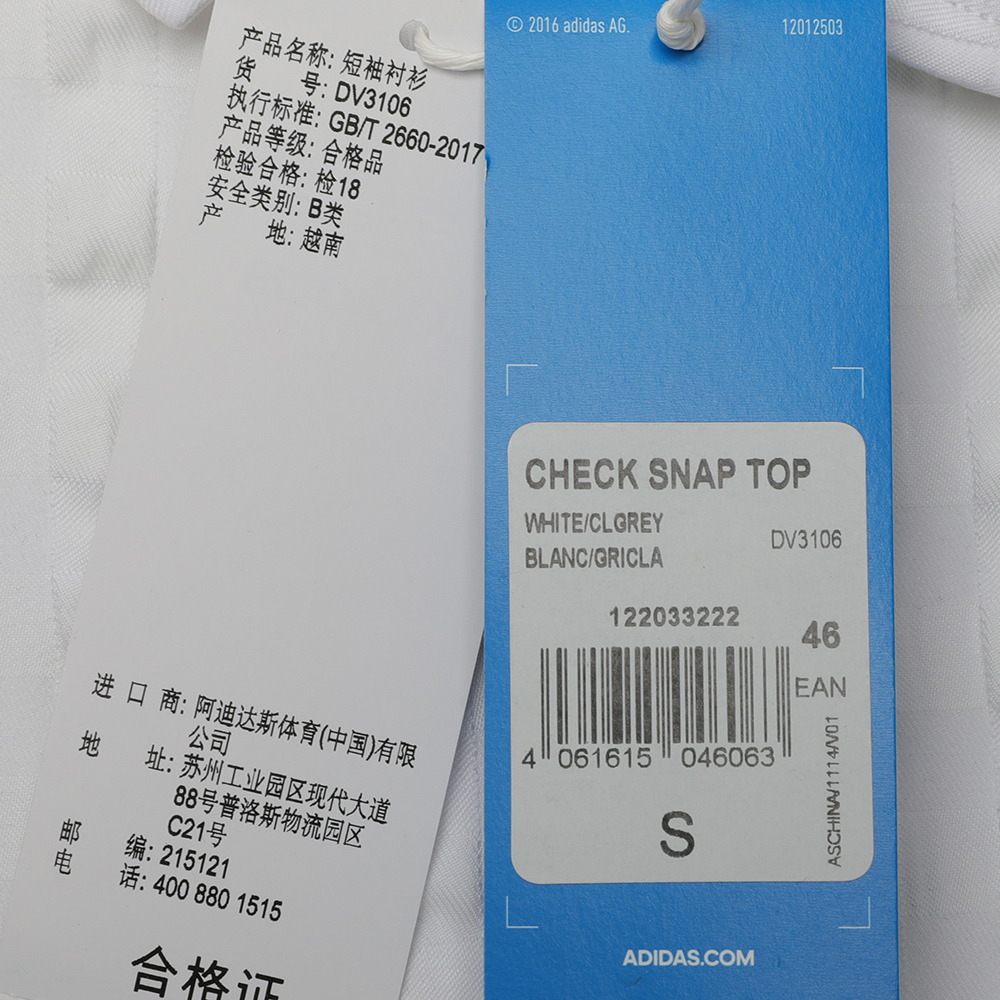 产品名称: 短袖衬衫
货 号: DV3106
执行标准: GB/T 2660-2017
产品等级: 合格品
检验合格: 检18
安全类别: B类
产 地: 越南
进 口 商: 阿迪达斯体育(中国)有限
公司
地 址: 苏州工业园区现代大道
88号普洛斯物流园区
C21号
邮 编: 215121
电 话: 400 880 1515
合格证
© 2016 adidas AG.
12012503
CHECK SNAP TOP
WHITE/CLGREY
BLANC/GRICLA
DV3106
122033222
46
EAN
4 061615 046063
S
ASCHINA/1114/V01
ADIDAS.COM